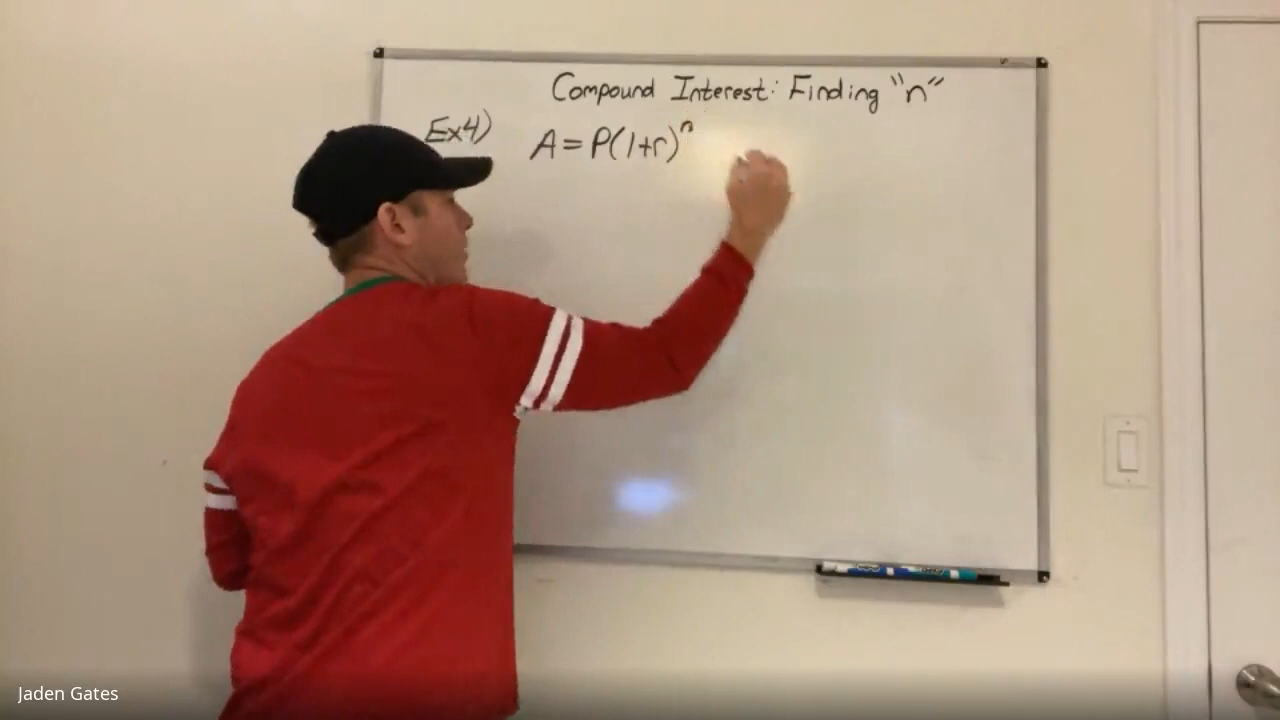 Compound Interest: Finding "n"
Ex4) A=P(1+r)ⁿ
Jaden Gates